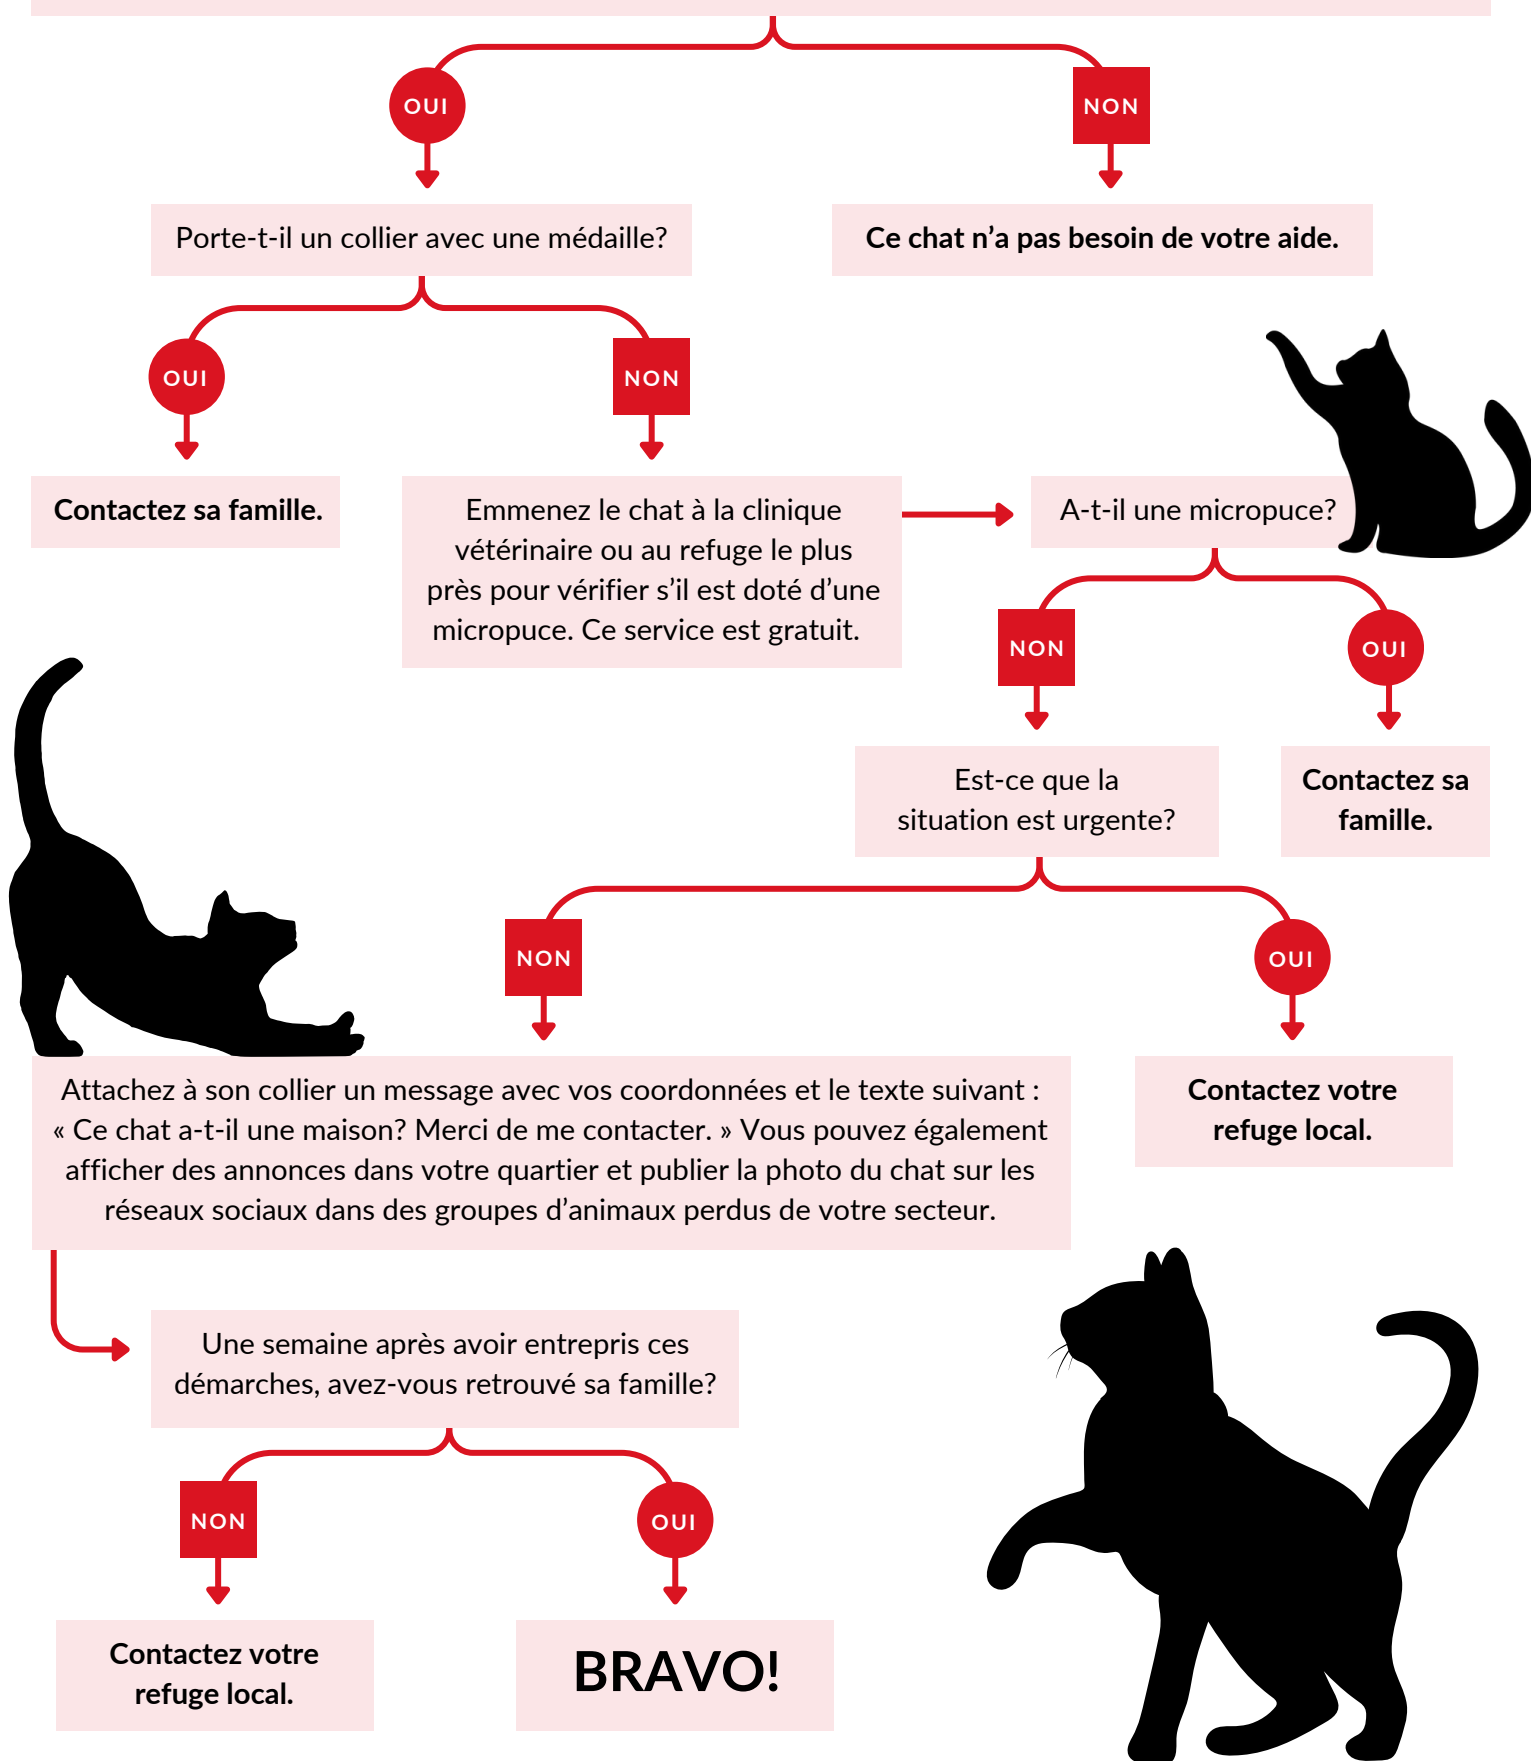 OUI
NON
Porte-t-il un collier avec une médaille?
Ce chat n’a pas besoin de votre aide.
OUI
NON
Contactez sa famille.
Emmenez le chat à la clinique
vétérinaire ou au refuge le plus
près pour vérifier s’il est doté d’une
micropuce. Ce service est gratuit.
A-t-il une micropuce?
NON
OUI
Est-ce que la
situation est urgente?
Contactez sa
famille.
NON
OUI
Attachez à son collier un message avec vos coordonnées et le texte suivant :
« Ce chat a-t-il une maison? Merci de me contacter. » Vous pouvez également
afficher des annonces dans votre quartier et publier la photo du chat sur les
réseaux sociaux dans des groupes d’animaux perdus de votre secteur.
Contactez votre
refuge local.
Une semaine après avoir entrepris ces
démarches, avez-vous retrouvé sa famille?
NON
OUI
Contactez votre
refuge local.
BRAVO!